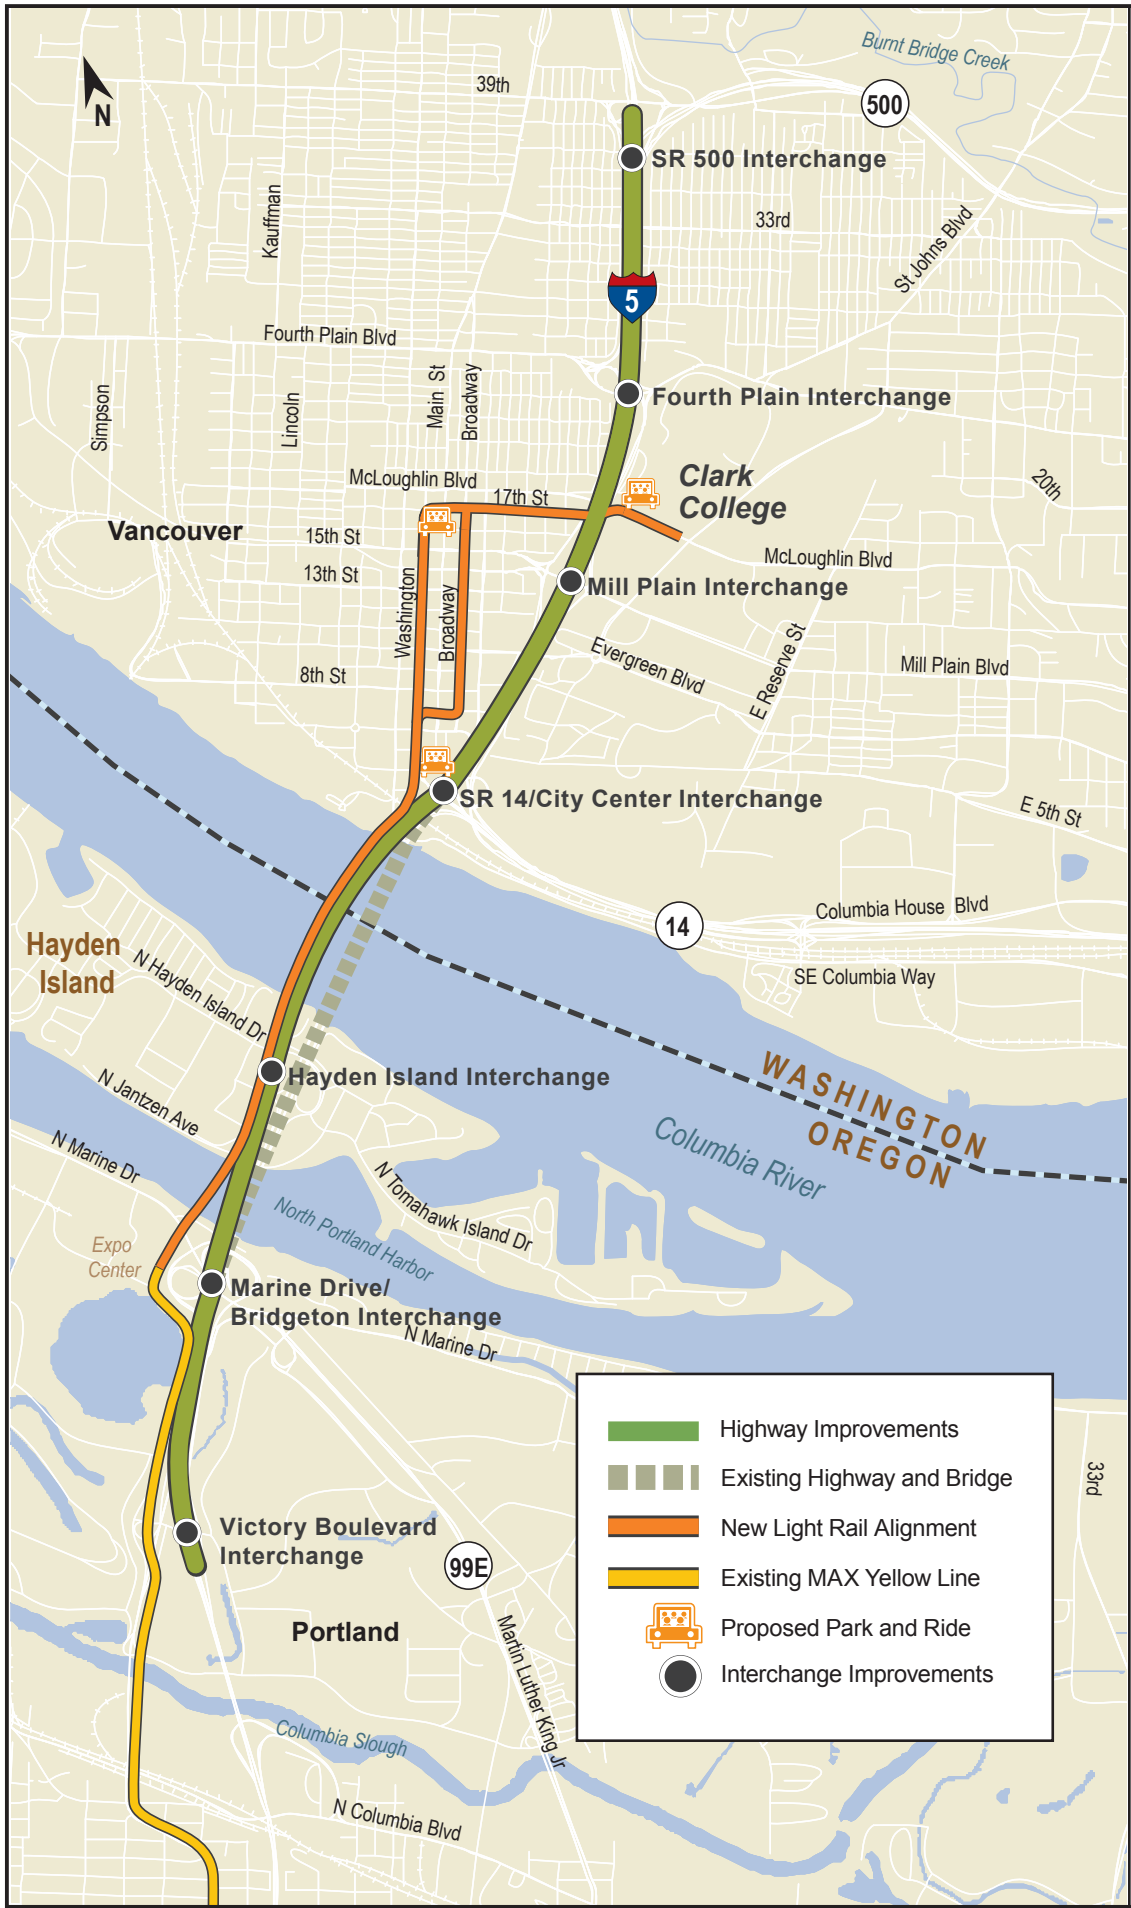 Burnt Bridge Creek
39th
500
N
SR 500 Interchange
Kauffman
33rd
St Johns Blvd
5
Fourth Plain Blvd
Simpson
Lincoln
Main St
Broadway
Fourth Plain Interchange
McLoughlin Blvd
17th St
Clark
College
20th
Vancouver
15th St
McLoughlin Blvd
13th St
Mill Plain Interchange
Washington
Broadway
Evergreen Blvd
E Reserve St
Mill Plain Blvd
8th St
SR 14/City Center Interchange
E 5th St
14
Columbia House Blvd
Hayden
Island
N Hayden Island Dr
SE Columbia Way
Hayden Island Interchange
WASHINGTON
OREGON
N Jantzen Ave
Columbia River
N Marine Dr
N Tomahawk Island Dr
North Portland Harbor
Expo
Center
Marine Drive/
Bridgeton Interchange
N Marine Dr
Highway Improvements
Existing Highway and Bridge
New Light Rail Alignment
Existing MAX Yellow Line
Proposed Park and Ride
Interchange Improvements
33rd
Victory Boulevard
Interchange
99E
Portland
Martin Luther King Jr
Columbia Slough
N Columbia Blvd